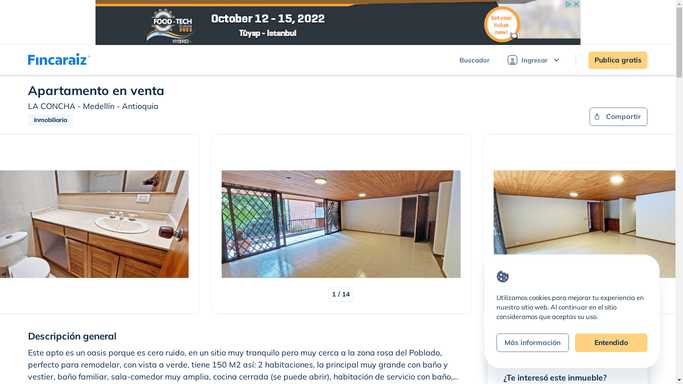 FOOD-TECH
October 12 - 15, 2022
Tüyap - Istanbul
Get your
ticket
now!
Fincaraiz
Buscador
Ingresar
Publica gratis
Apartamento en venta
LA CONCHA - Medellín - Antioquia
Inmobiliaria
Compartir
1 / 14
Utilizamos cookies para mejorar tu experiencia en
nuestro sitio web. Al continuar en el sitio
consideramos que aceptas su uso.
Más información
Entendido
Descripción general
Este apto es un oasis porque es cero ruido, en un sitio muy tranquilo pero muy cerca a la zona rosa del Poblado,
perfecto para remodelar, con vista a verde, tiene 150 M2 así: 2 habitaciones, la principal muy grande con baño y
vestier, baño familiar, sala-comedor muy amplia, cocina cerrada (se puede abrir), habitación de servicio con baño,...
¿Te interesó este inmueble?